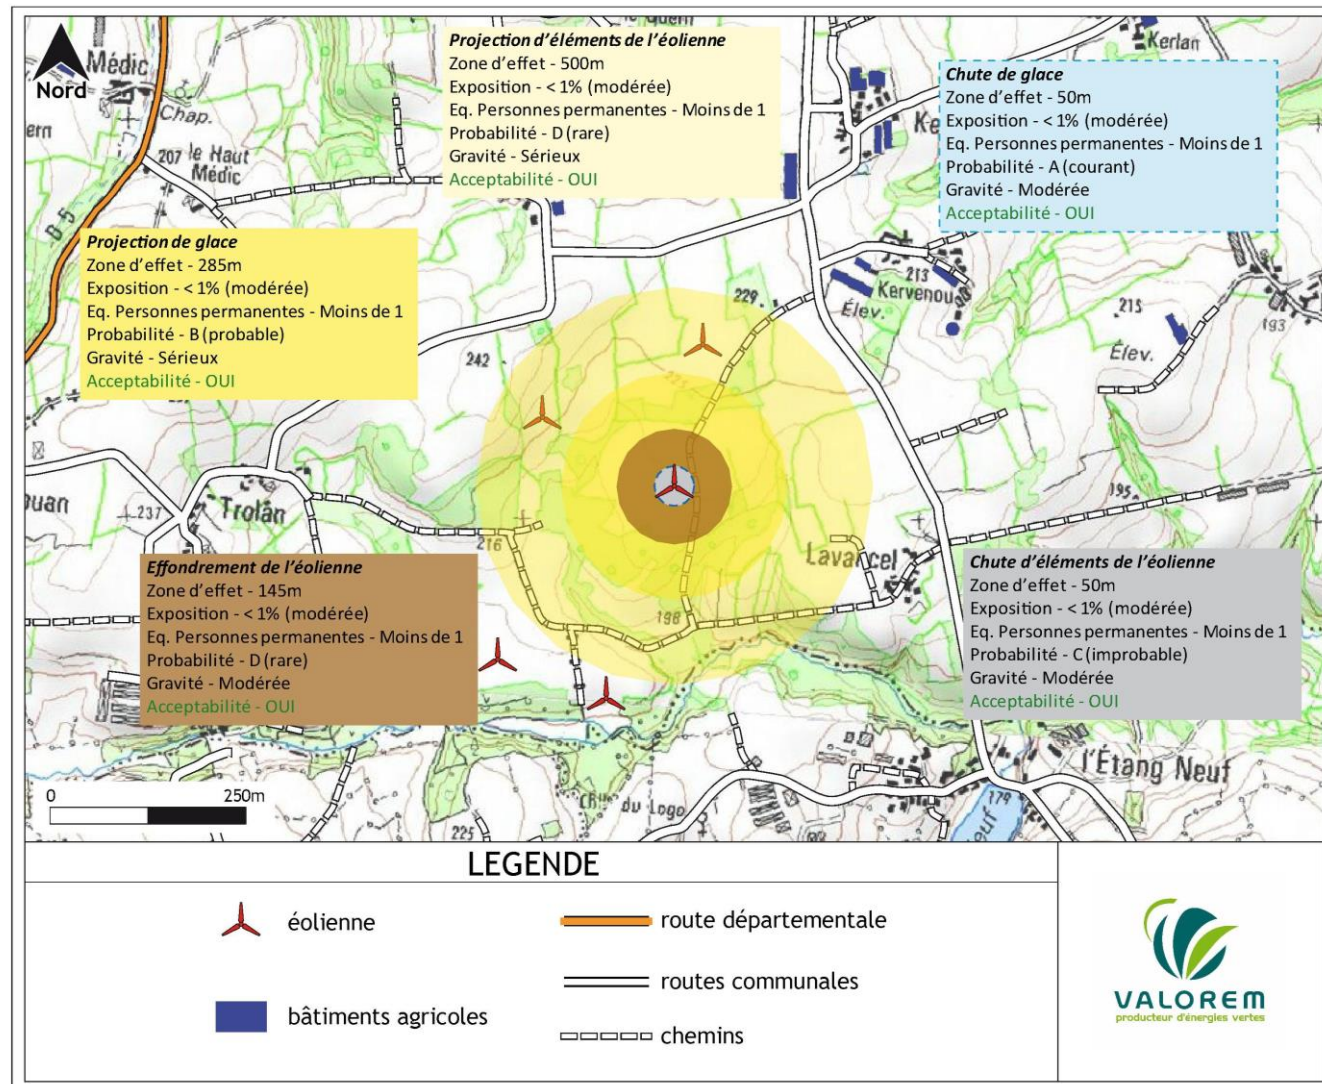 le Quem
Médic
Nord
Chap.
ern
207
le Haut
Médic
D 5
Projection d'éléments de l'éolienne
Zone d'effet - 500m
Exposition - < 1% (modérée)
Eq. Personnes permanentes - Moins de 1
Probabilité - D (rare)
Gravité - Sérieux
Acceptabilité - OUI
Kerlan
Chute de glace
Zone d'effet - 50m
Exposition - < 1% (modérée)
Eq. Personnes permanentes - Moins de 1
Probabilité - A (courant)
Gravité - Modérée
Acceptabilité - OUI
Ke
Projection de glace
Zone d'effet - 285m
Exposition - < 1% (modérée)
Eq. Personnes permanentes - Moins de 1
Probabilité - B (probable)
Gravité - Sérieux
Acceptabilité - OUI
242
229
213
Kervenou
Élev.
215
Élev.
193
ouan
237
Trolan
216
198
195
Lavarcel
Effondrement de l'éolienne
Zone d'effet - 145m
Exposition - < 1% (modérée)
Eq. Personnes permanentes - Moins de 1
Probabilité - D (rare)
Gravité - Modérée
Acceptabilité - OUI
Chute d'éléments de l'éolienne
Zone d'effet - 50m
Exposition - < 1% (modérée)
Eq. Personnes permanentes - Moins de 1
Probabilité - C (improbable)
Gravité - Modérée
Acceptabilité - OUI
l'Étang Neuf
179
euf
du Logo
225
0 250m
LEGENDE
éolienne
route départementale
routes communales
bâtiments agricoles
chemins
VALOREM
producteur d'énergies vertes